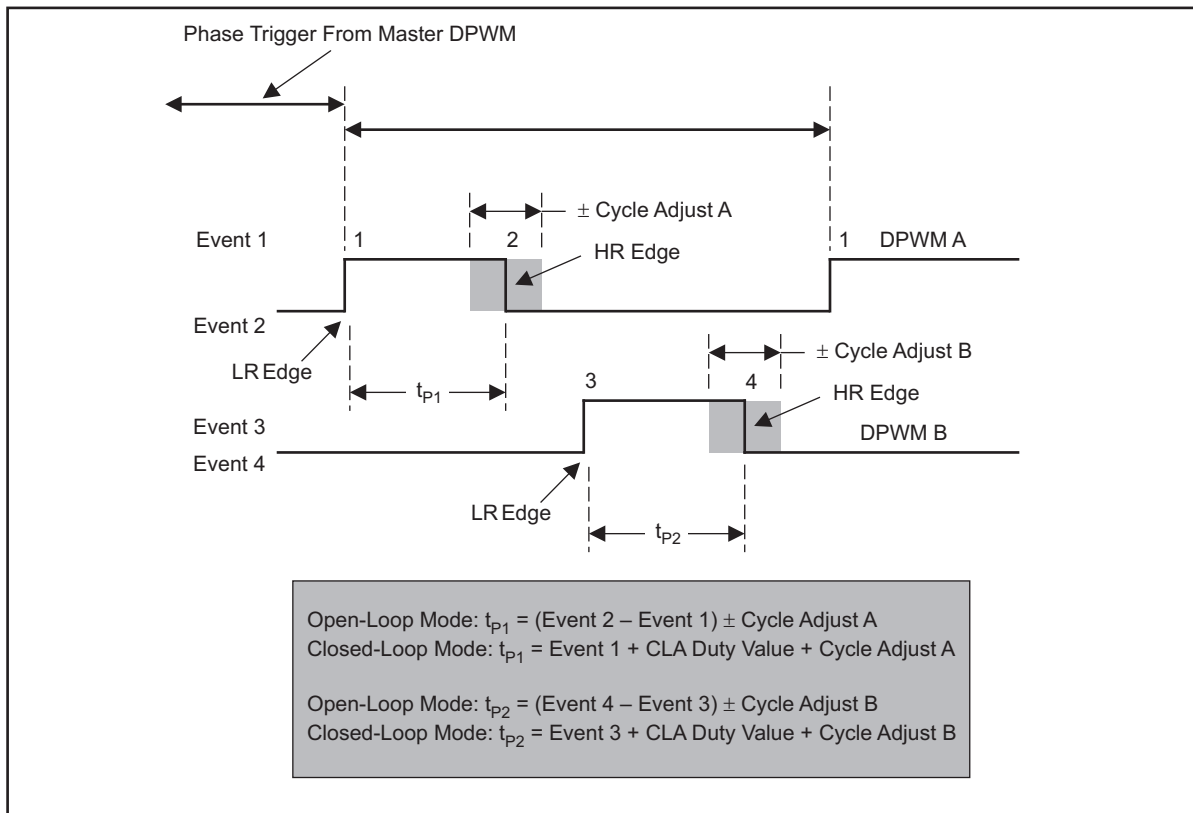 Phase Trigger From Master DPWM
± Cycle Adjust A
Event 1
1
2
1
DPWM A
HR Edge
Event 2
LR Edge
± Cycle Adjust B
tP1
3
4
HR Edge
Event 3
DPWM B
Event 4
LR Edge
tP2
Open-Loop Mode: tP1 = (Event 2 – Event 1) ± Cycle Adjust A
Closed-Loop Mode: tP1 = Event 1 + CLA Duty Value + Cycle Adjust A
Open-Loop Mode: tP2 = (Event 4 – Event 3) ± Cycle Adjust B
Closed-Loop Mode: tP2 = Event 3 + CLA Duty Value + Cycle Adjust B